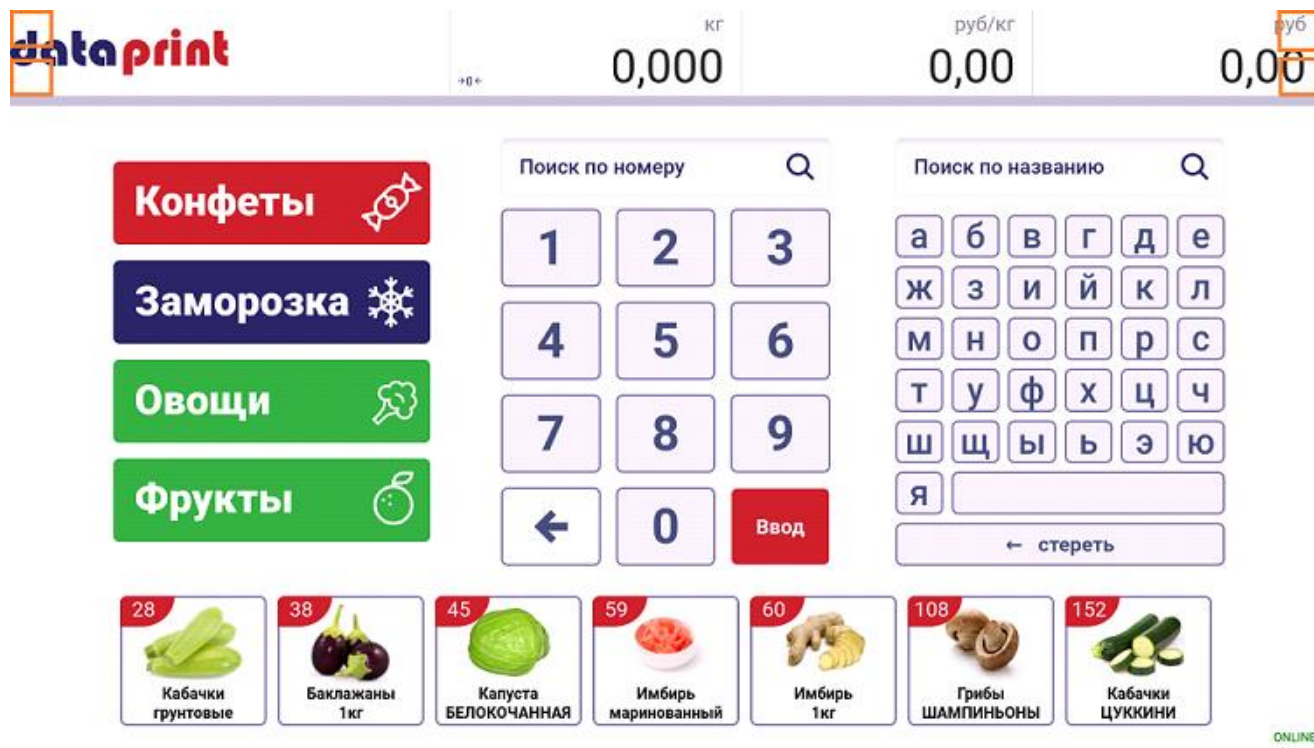 dataprint
кг
руб/кг
руб
→0←
0,000
0,00
0,00
Конфеты
Заморозка
Овощи
Фрукты
Поиск по номеру
1 2 3
4 5 6
7 8 9
← 0 Ввод
Поиск по названию
а б в г д е
ж з и й к л
м н о п р с
т у ф х ц ч
ш щ ы ь э ю
я
← стереть
28
Кабачки
грунтовые
38
Баклажаны
1кг
45
Капуста
БЕЛОКОЧАННАЯ
59
Имбирь
маринованный
60
Имбирь
1кг
108
Грибы
ШАМПИНЬОНЫ
152
Кабачки
ЦУККИНИ
ONLINE